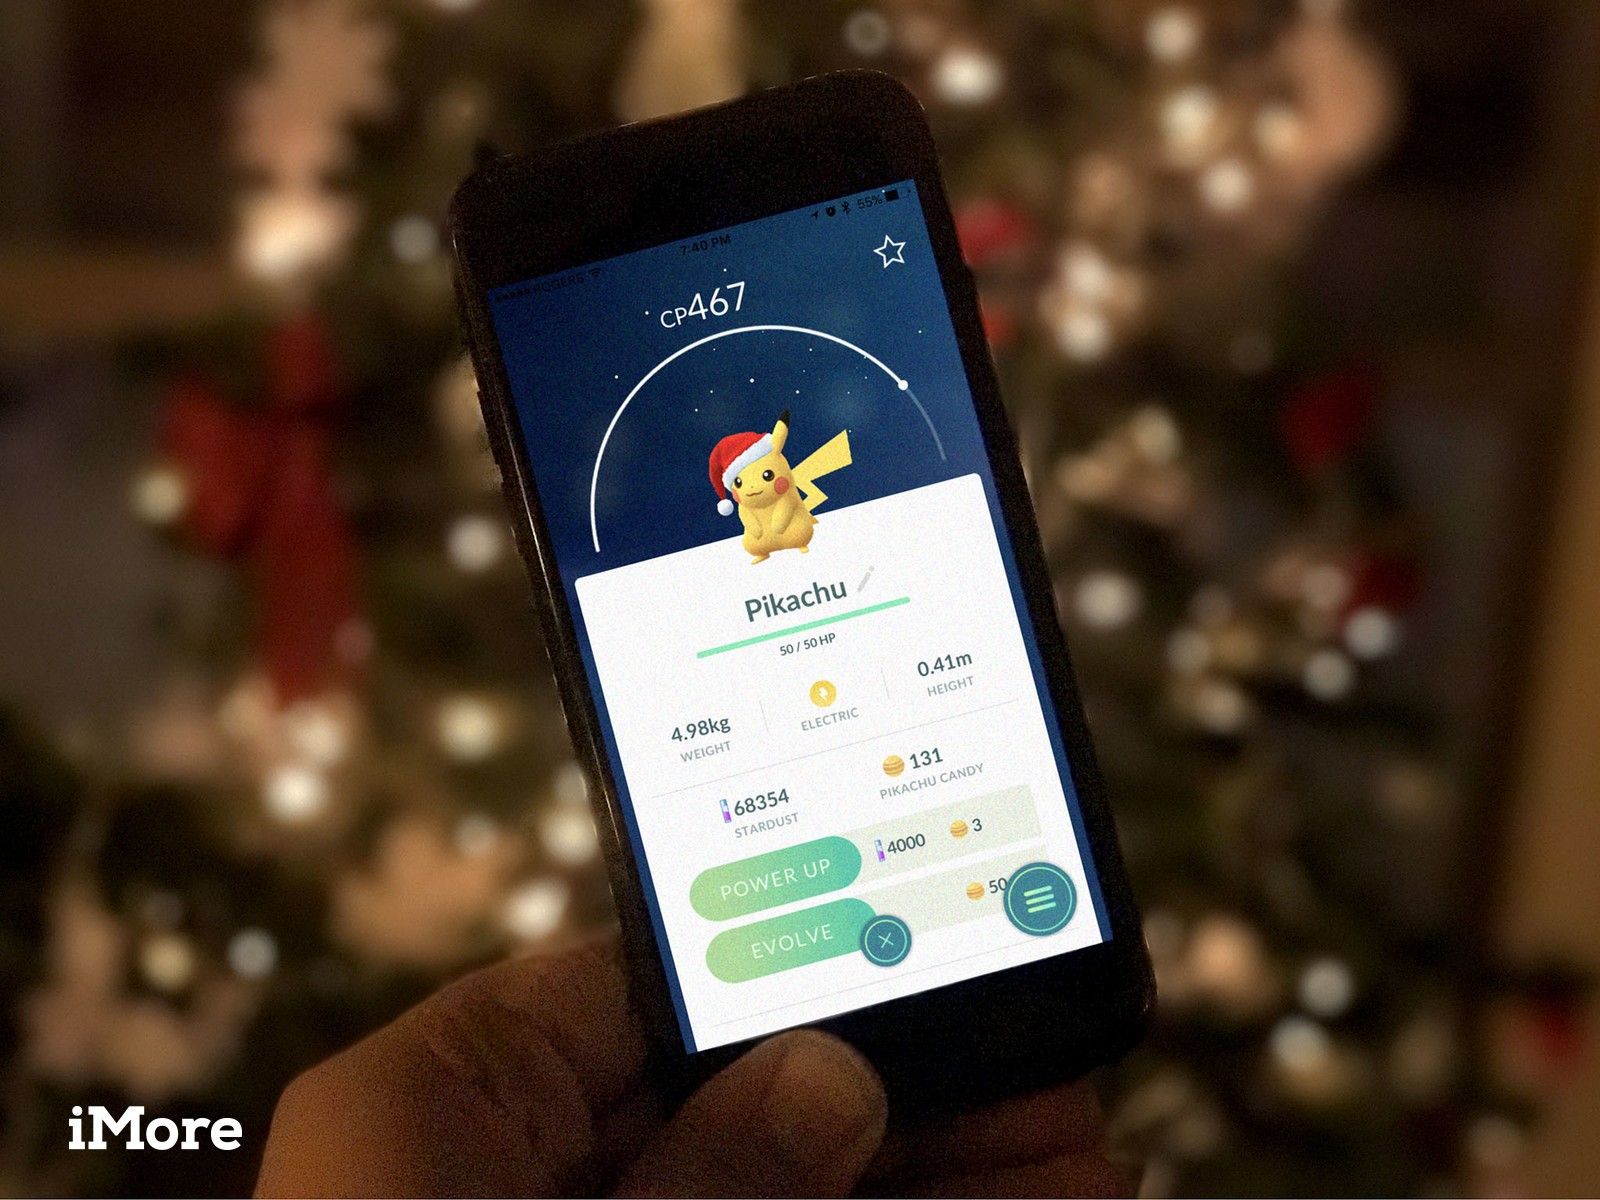 ROGERS 7:40 PM 55%
CP467
Pikachu
50 / 50 HP
4.98kg
WEIGHT
ELECTRIC
0.41m
HEIGHT
68354
STARDUST
131
PIKACHU CANDY
POWER UP 4000 3
EVOLVE 50
iMore